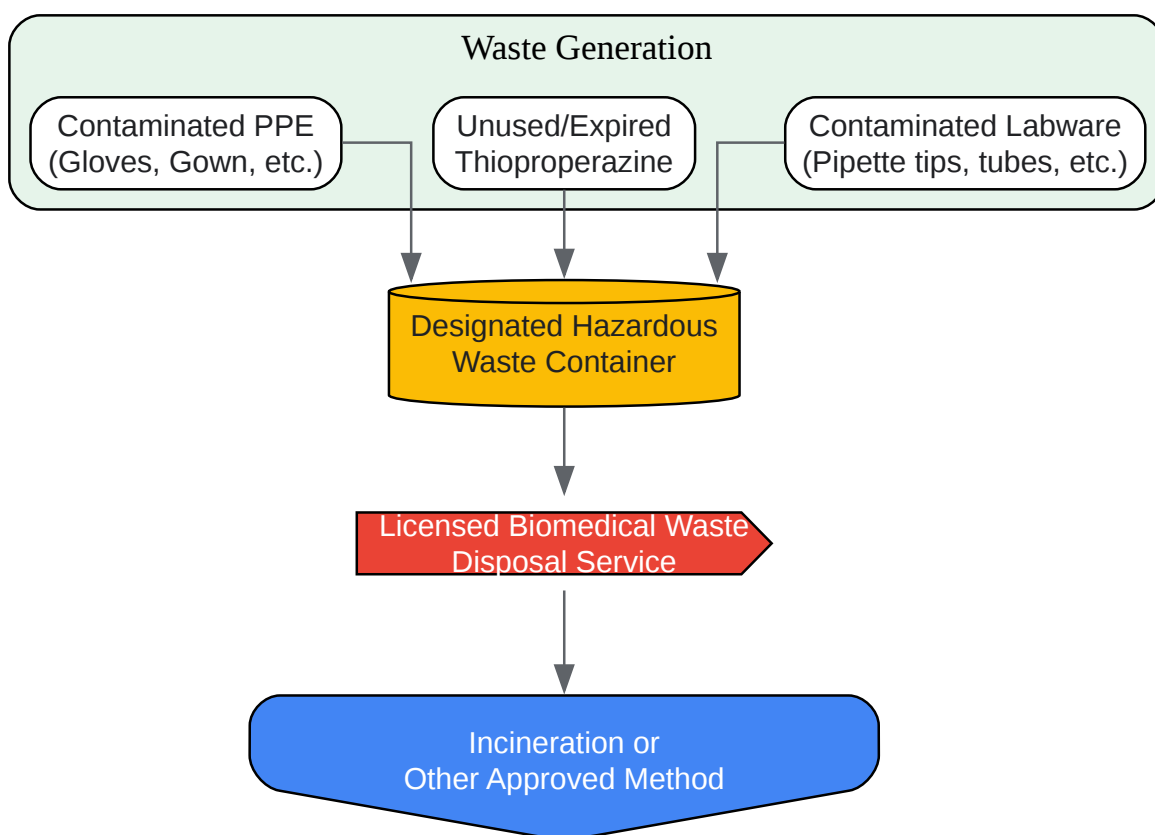 Waste Generation
Contaminated PPE
(Gloves, Gown, etc.)
Unused/Expired
Thioproperazine
Contaminated Labware
(Pipette tips, tubes, etc.)
Designated Hazardous
Waste Container
Licensed Biomedical Waste
Disposal Service
Incineration or
Other Approved Method